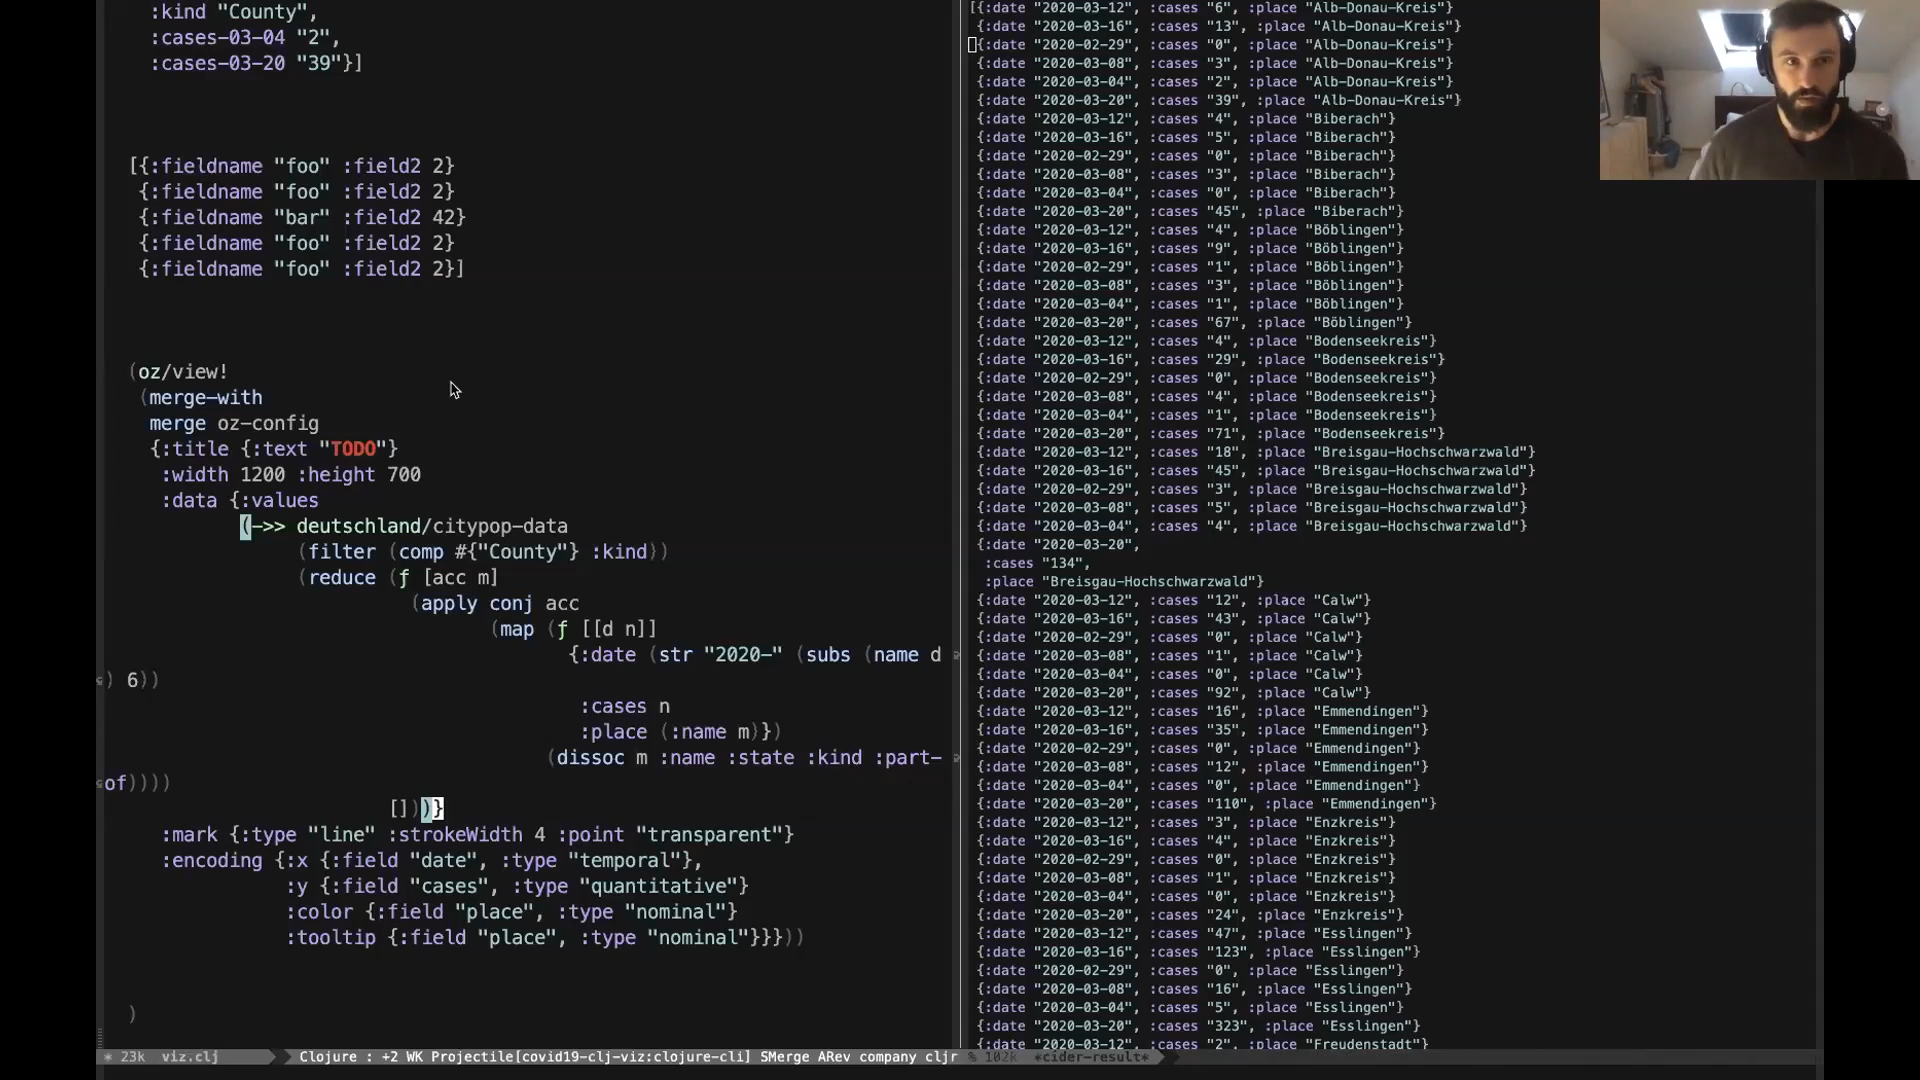 :kind "County",
:cases-03-04 "2",
:cases-03-20 "39"}]
[{:fieldname "foo" :field2 2}
{:fieldname "foo" :field2 2}
{:fieldname "bar" :field2 42}
{:fieldname "foo" :field2 2}
{:fieldname "foo" :field2 2}]
(oz/view!
(merge-with
merge oz-config
{:title {:text "TODO"}
:width 1200 :height 700
:data {:values
(->> deutschland/citypop-data
(filter (comp #{"County"} :kind))
(reduce (ƒ [acc m]
(apply conj acc
(map (ƒ [[d n]]
{:date (str "2020-" (subs (name d
) 6))
:cases n
:place (:name m)})
(dissoc m :name :state :kind :part-
of))))
[]))}
:mark {:type "line" :strokeWidth 4 :point "transparent"}
:encoding {:x {:field "date", :type "temporal"},
:y {:field "cases", :type "quantitative"}
:color {:field "place", :type "nominal"}
:tooltip {:field "place", :type "nominal"}}}))
)
* 23k viz.clj Clojure : +2 WK Projectile[covid19-clj-viz:clojure-cli] SMerge ARev company cljr
[{:date "2020-03-12", :cases "6", :place "Alb-Donau-Kreis"}
{:date "2020-03-16", :cases "13", :place "Alb-Donau-Kreis"}
{:date "2020-02-29", :cases "0", :place "Alb-Donau-Kreis"}
{:date "2020-03-08", :cases "3", :place "Alb-Donau-Kreis"}
{:date "2020-03-04", :cases "2", :place "Alb-Donau-Kreis"}
{:date "2020-03-20", :cases "39", :place "Alb-Donau-Kreis"}
{:date "2020-03-12", :cases "4", :place "Biberach"}
{:date "2020-03-16", :cases "5", :place "Biberach"}
{:date "2020-02-29", :cases "0", :place "Biberach"}
{:date "2020-03-08", :cases "3", :place "Biberach"}
{:date "2020-03-04", :cases "0", :place "Biberach"}
{:date "2020-03-20", :cases "45", :place "Biberach"}
{:date "2020-03-12", :cases "4", :place "Böblingen"}
{:date "2020-03-16", :cases "9", :place "Böblingen"}
{:date "2020-02-29", :cases "1", :place "Böblingen"}
{:date "2020-03-08", :cases "3", :place "Böblingen"}
{:date "2020-03-04", :cases "1", :place "Böblingen"}
{:date "2020-03-20", :cases "67", :place "Böblingen"}
{:date "2020-03-12", :cases "4", :place "Bodenseekreis"}
{:date "2020-03-16", :cases "29", :place "Bodenseekreis"}
{:date "2020-02-29", :cases "0", :place "Bodenseekreis"}
{:date "2020-03-08", :cases "4", :place "Bodenseekreis"}
{:date "2020-03-04", :cases "1", :place "Bodenseekreis"}
{:date "2020-03-20", :cases "71", :place "Bodenseekreis"}
{:date "2020-03-12", :cases "18", :place "Breisgau-Hochschwarzwald"}
{:date "2020-03-16", :cases "45", :place "Breisgau-Hochschwarzwald"}
{:date "2020-02-29", :cases "3", :place "Breisgau-Hochschwarzwald"}
{:date "2020-03-08", :cases "5", :place "Breisgau-Hochschwarzwald"}
{:date "2020-03-04", :cases "4", :place "Breisgau-Hochschwarzwald"}
{:date "2020-03-20",
:cases "134",
:place "Breisgau-Hochschwarzwald"}
{:date "2020-03-12", :cases "12", :place "Calw"}
{:date "2020-03-16", :cases "43", :place "Calw"}
{:date "2020-02-29", :cases "0", :place "Calw"}
{:date "2020-03-08", :cases "1", :place "Calw"}
{:date "2020-03-04", :cases "0", :place "Calw"}
{:date "2020-03-20", :cases "92", :place "Calw"}
{:date "2020-03-12", :cases "16", :place "Emmendingen"}
{:date "2020-03-16", :cases "35", :place "Emmendingen"}
{:date "2020-02-29", :cases "0", :place "Emmendingen"}
{:date "2020-03-08", :cases "12", :place "Emmendingen"}
{:date "2020-03-04", :cases "0", :place "Emmendingen"}
{:date "2020-03-20", :cases "110", :place "Emmendingen"}
{:date "2020-03-12", :cases "3", :place "Enzkreis"}
{:date "2020-03-16", :cases "4", :place "Enzkreis"}
{:date "2020-02-29", :cases "0", :place "Enzkreis"}
{:date "2020-03-08", :cases "1", :place "Enzkreis"}
{:date "2020-03-04", :cases "0", :place "Enzkreis"}
{:date "2020-03-20", :cases "24", :place "Enzkreis"}
{:date "2020-03-12", :cases "47", :place "Esslingen"}
{:date "2020-03-16", :cases "123", :place "Esslingen"}
{:date "2020-02-29", :cases "0", :place "Esslingen"}
{:date "2020-03-08", :cases "16", :place "Esslingen"}
{:date "2020-03-04", :cases "5", :place "Esslingen"}
{:date "2020-03-20", :cases "323", :place "Esslingen"}
{:date "2020-03-12", :cases "2", :place "Freudenstadt"}
% 102k *cider-result*